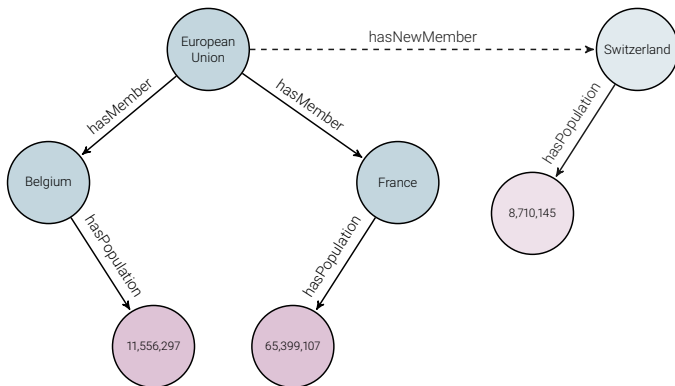 European
Union
hasNewMember
Switzerland
hasMember
hasMember
hasPopulation
Belgium
France
8,710,145
hasPopulation
hasPopulation
11,556,297
65,399,107